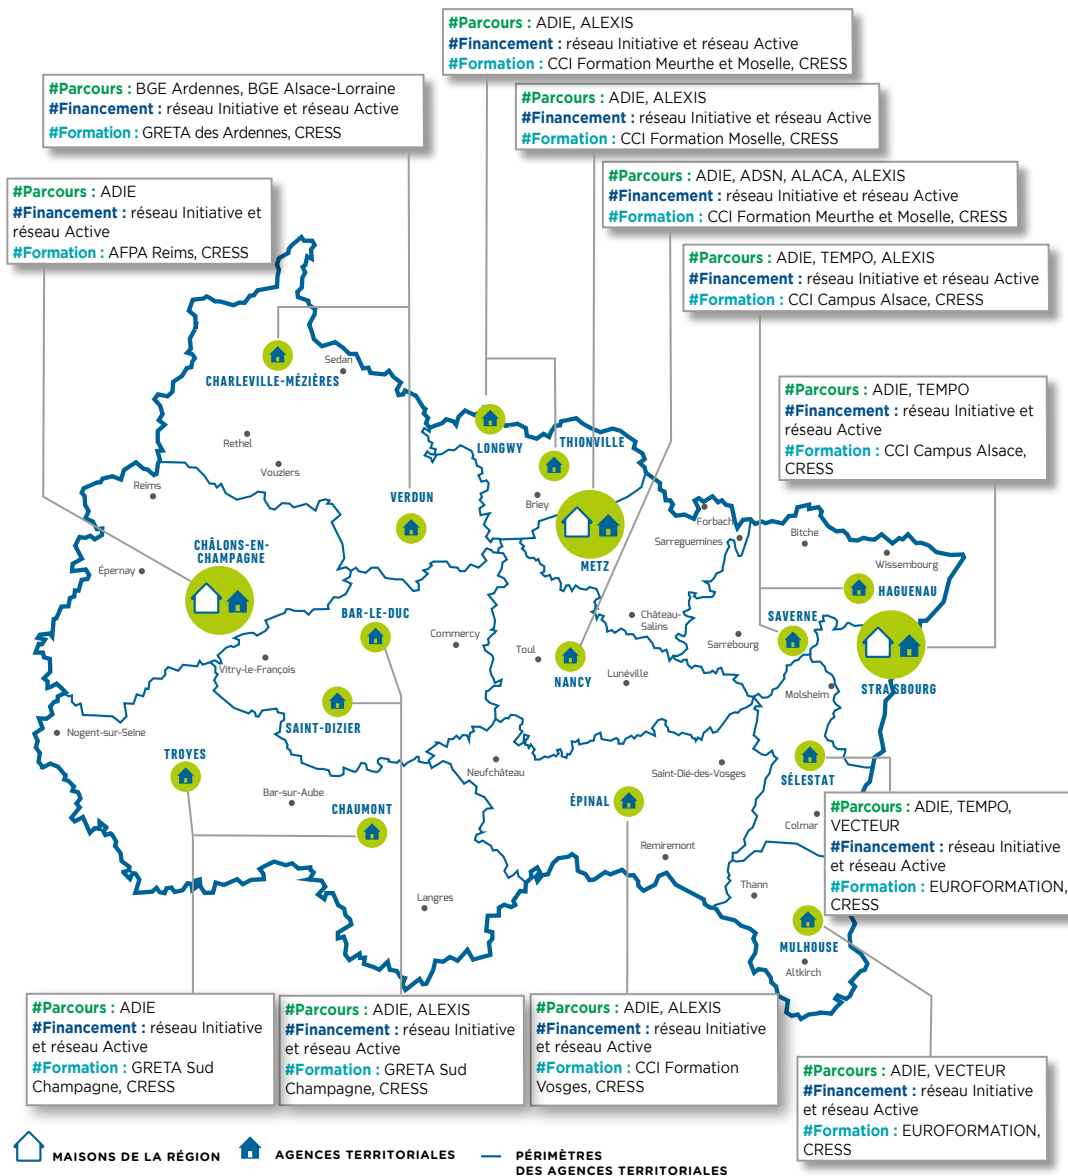 #Parcours : ADIE, ALEXIS
#Financement : réseau Initiative et réseau Active
#Formation : CCI Formation Meurthe et Moselle, CRESS
#Parcours : BGE Ardennes, BGE Alsace-Lorraine
#Financement : réseau Initiative et réseau Active
#Formation : GRETA des Ardennes, CRESS
#Parcours : ADIE, ALEXIS
#Financement : réseau Initiative et réseau Active
#Formation : CCI Formation Moselle, CRESS
#Parcours : ADIE, ADSN, ALACA, ALEXIS
#Financement : réseau Initiative et réseau Active
#Formation : CCI Formation Meurthe et Moselle, CRESS
#Parcours : ADIE
#Financement : réseau Initiative et
réseau Active
#Formation : AFPA Reims, CRESS
#Parcours : ADIE, TEMPO, ALEXIS
#Financement : réseau Initiative et réseau Active
#Formation : CCI Campus Alsace, CRESS
#Parcours : ADIE, TEMPO
#Financement : réseau Initiative et
réseau Active
#Formation : CCI Campus Alsace,
CRESS
Sedan
CHARLEVILLE-MÉZIÈRES
Rethel
Vouziers
LONGWY
THIONVILLE
Reims
VERDUN
Briey
Forbach
Sarreguemines
Bitche
Wissembourg
CHÂLONS-EN-
CHAMPAGNE
METZ
Épernay
HAGUENAU
BAR-LE-DUC
Commercy
Château-
Salins
SAVERNE
Sarrebourg
Toul
Vitry-le-François
NANCY
Lunéville
STRASBOURG
Molsheim
Nogent-sur-Seine
SAINT-DIZIER
TROYES
Neufchâteau
Saint-Dié-des-Vosges
SÉLESTAT
Bar-sur-Aube
CHAUMONT
ÉPINAL
Colmar
#Parcours : ADIE, TEMPO,
VECTEUR
#Financement : réseau Initiative
et réseau Active
#Formation : EUROFORMATION,
CRESS
Remiremont
Thann
Langres
MULHOUSE
Altkirch
#Parcours : ADIE
#Financement : réseau Initiative
et réseau Active
#Formation : GRETA Sud
Champagne, CRESS
#Parcours : ADIE, ALEXIS
#Financement : réseau Initiative
et réseau Active
#Formation : GRETA Sud
Champagne, CRESS
#Parcours : ADIE, ALEXIS
#Financement : réseau Initiative
et réseau Active
#Formation : CCI Formation
Vosges, CRESS
#Parcours : ADIE, VECTEUR
#Financement : réseau Initiative
et réseau Active
#Formation : EUROFORMATION,
CRESS
MAISONS DE LA RÉGION
AGENCES TERRITORIALES
PÉRIMÈTRES
DES AGENCES TERRITORIALES